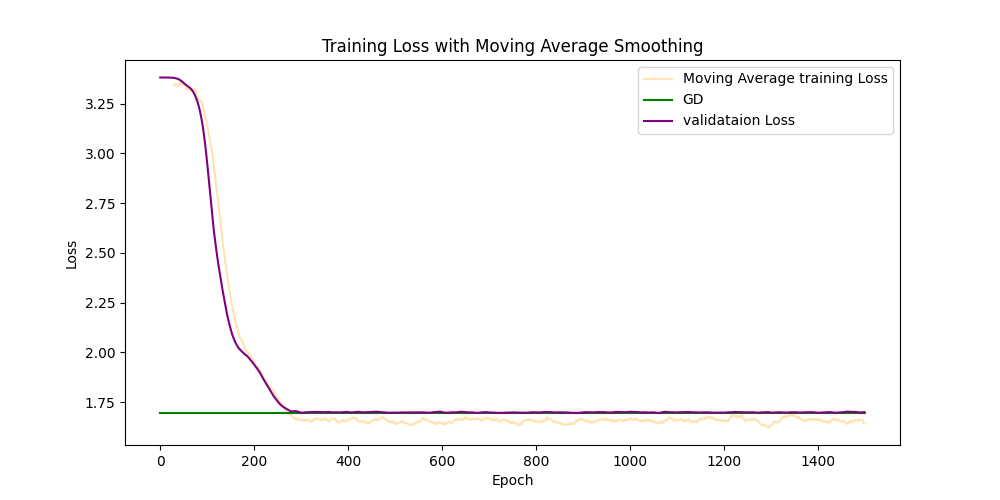 Training Loss with Moving Average Smoothing
Moving Average training Loss
GD
validataion Loss
Loss
3.25
3.00
2.75
2.50
2.25
2.00
1.75
0 200 400 600 800 1000 1200 1400
Epoch